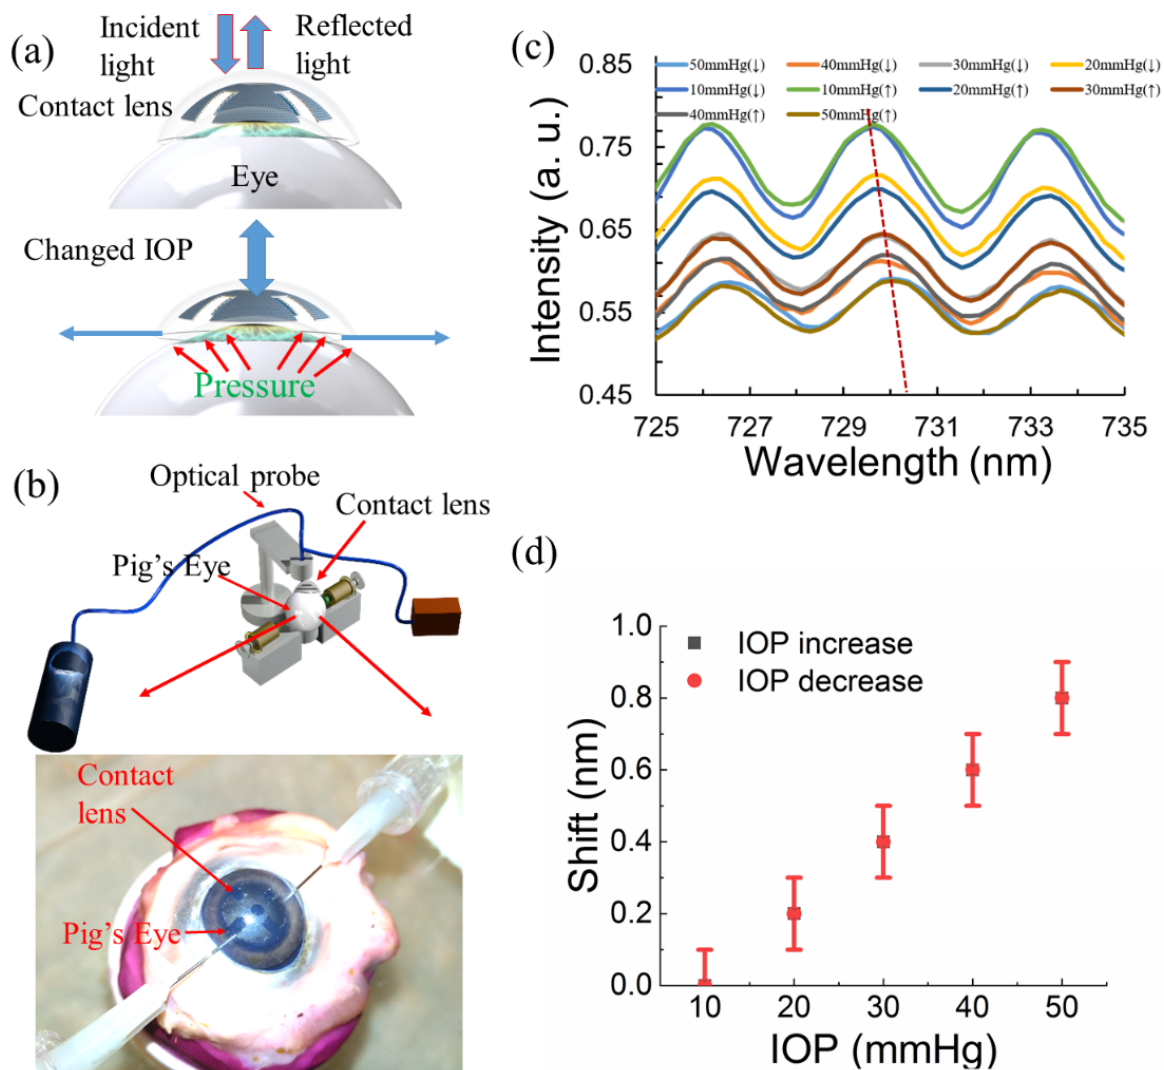 (a)
Incident
light
Reflected
light
Contact lens
Eye
Changed IOP
Pressure
(b)
Optical probe
Contact lens
Pig's Eye
Contact
lens
Pig's Eye
(c)
0.85
0.75
0.65
0.55
0.45
Intensity (a. u.)
50mmHg(↓) 40mmHg(↓) 30mmHg(↓) 20mmHg(↓)
10mmHg(↓) 10mmHg(↑) 20mmHg(↑) 30mmHg(↑)
40mmHg(↑) 50mmHg(↑)
725 727 729 731 733 735
Wavelength (nm)
(d)
1.0
0.8
0.6
0.4
0.2
0.0
Shift (nm)
IOP increase
IOP decrease
10 20 30 40 50
IOP (mmHg)